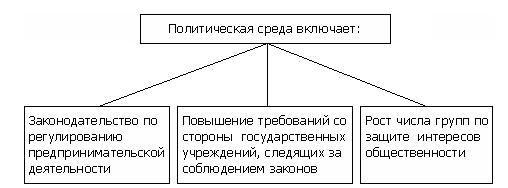 Политическая среда включает:
Законодательство по
регулированию
предпринимательской
деятельности
Повышение требований со
стороны государственных
учреждений, следящих за
соблюдением законов
Рост числа групп по
защите интересов
общественности